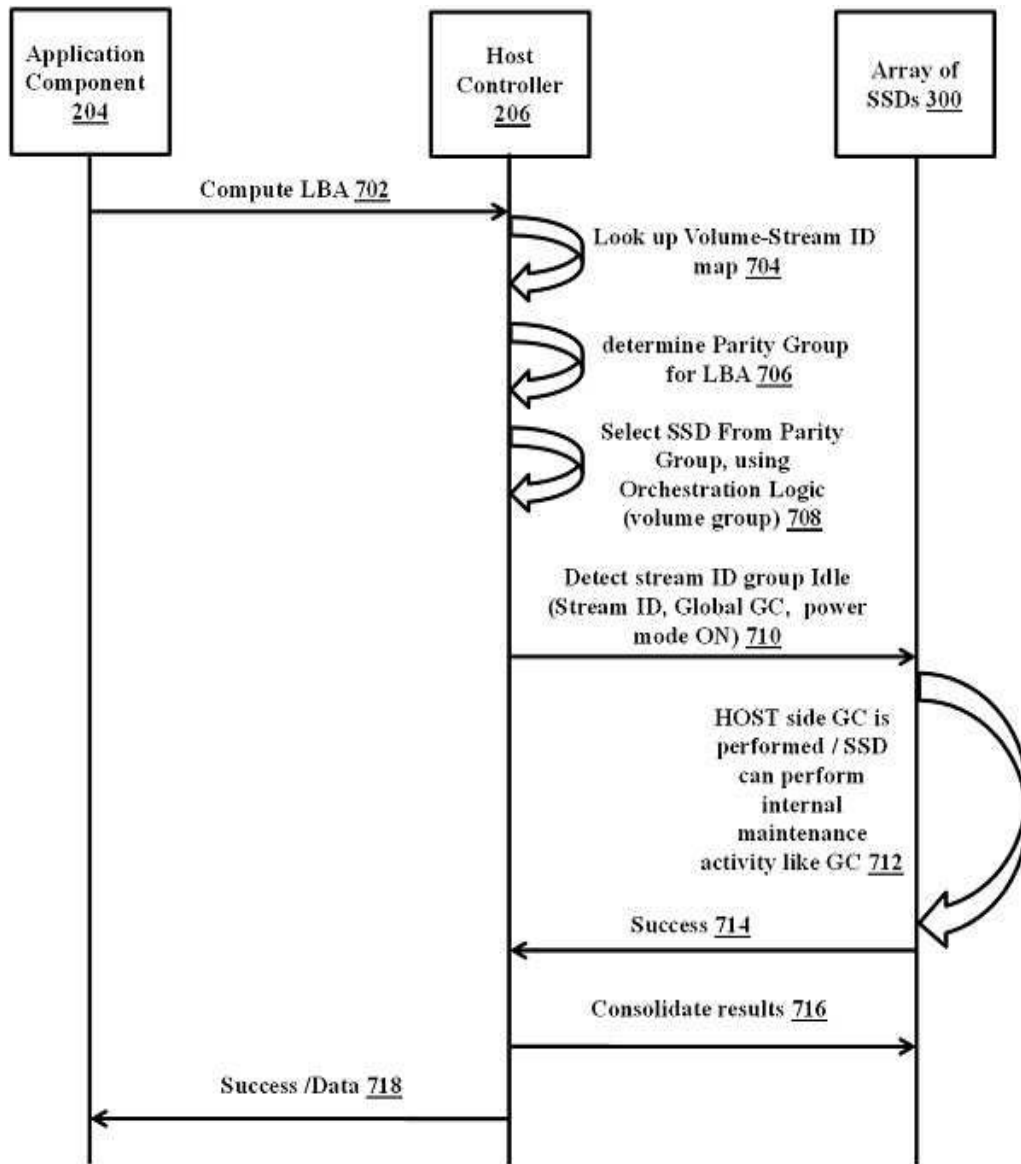 Application
Component
204
Host
Controller
206
Array of
SSDs 300
Compute LBA 702
Look up Volume-Stream ID
map 704
determine Parity Group
for LBA 706
Select SSD From Parity
Group, using
Orchestration Logic
(volume group) 708
Detect stream ID group Idle
(Stream ID, Global GC, power
mode ON) 710
HOST side GC is
performed / SSD
can perform
internal
maintenance
activity like GC 712
Success 714
Consolidate results 716
Success /Data 718